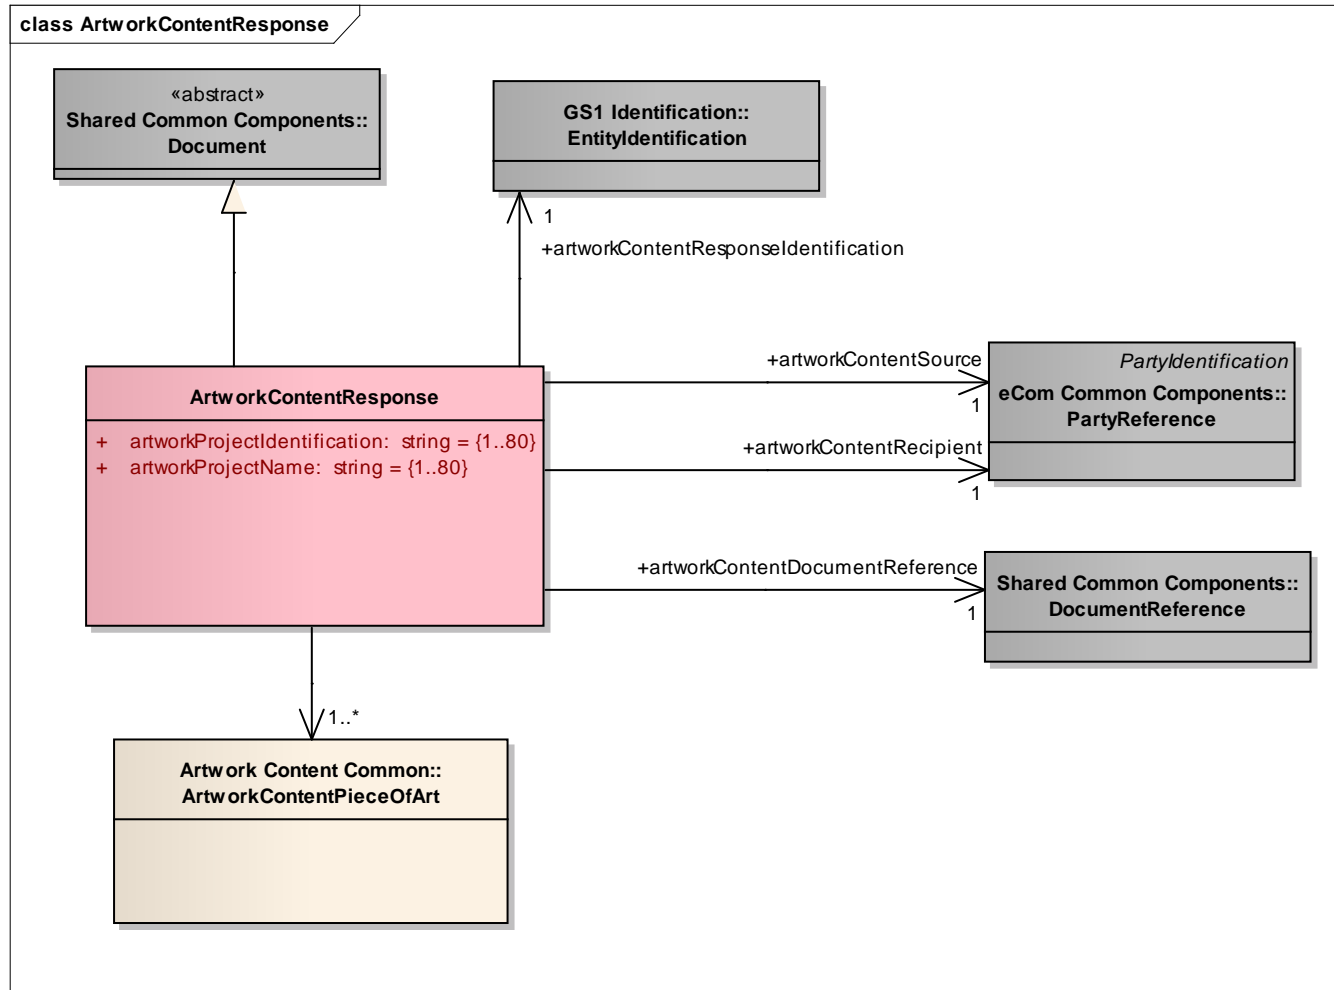 class ArtworkContentResponse
«abstract»
Shared Common Components::
Document
GS1 Identification::
EntityIdentification
1
+artworkContentResponseIdentification
+artworkContentSource
1
PartyIdentification
eCom Common Components::
PartyReference
+artworkContentRecipient
1
ArtworkContentResponse
+ artworkProjectIdentification: string = {1..80}
+ artworkProjectName: string = {1..80}
+artworkContentDocumentReference
1
Shared Common Components::
DocumentReference
1..*
Artwork Content Common::
ArtworkContentPieceOfArt